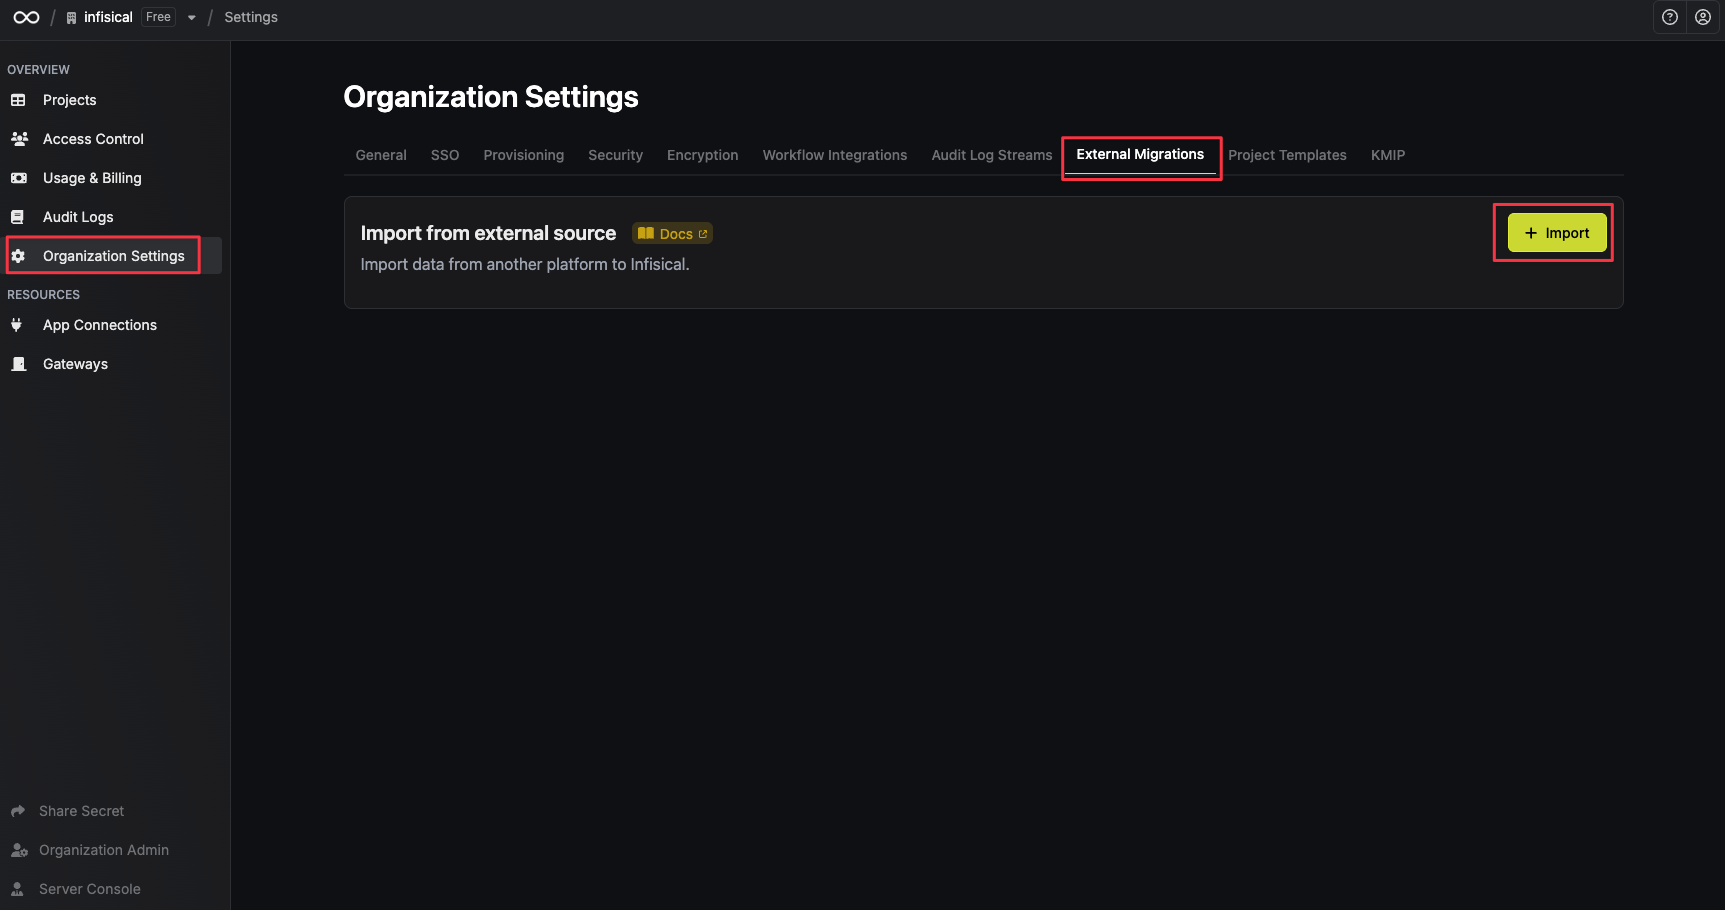 / infisical Free / Settings
OVERVIEW
Projects
Access Control
Usage & Billing
Audit Logs
Organization Settings
RESOURCES
App Connections
Gateways
Share Secret
Organization Admin
Server Console
Organization Settings
General SSO Provisioning Security Encryption Workflow Integrations Audit Log Streams External Migrations Project Templates KMIP
Import from external source Docs
+ Import
Import data from another platform to Infisical.